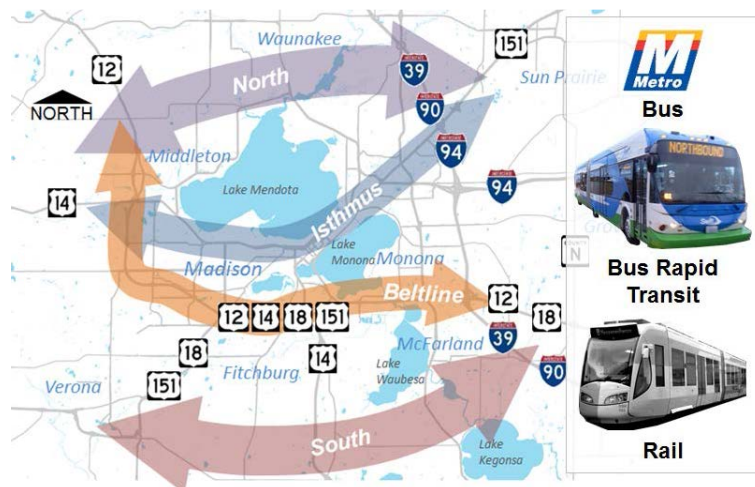 Waunakee
151
12
North
39
Sun Prairie
M
Metro
Bus
NORTH
90
Middleton
94
94
NORTHBOUND
14
Lake Mendota
Isthmus
Lake
Monona
Monona
COUNTY
N
Madison
Beltline
Bus Rapid
Transit
12
12
14
18
151
18
39
McFarland
18
14
90
151
Fitchburg
Lake
Waubesa
Verona
South
Lake
Kegonsa
Rail